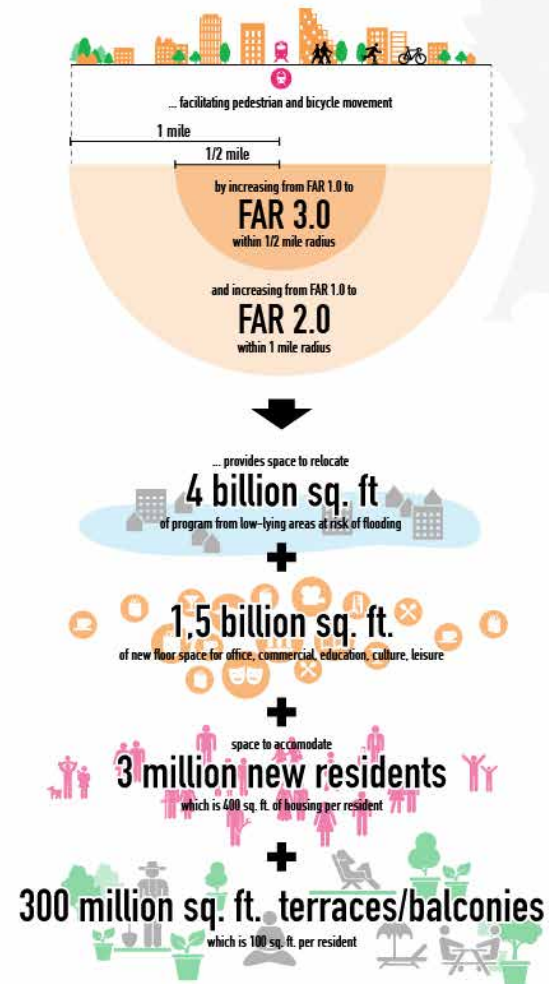 ... facilitating pedestrian and bicycle movement
1 mile
1/2 mile
by increasing from FAR 1.0 to
FAR 3.0
within 1/2 mile radius
and increasing from FAR 1.0 to
FAR 2.0
within 1 mile radius
... provides space to relocate
4 billion sq. ft
of program from low-lying areas at risk of flooding
+
1,5 billion sq. ft.
of new floor space for office, commercial, education, culture, leisure
+
space to accomodate
3 million new residents
which is 400 sq. ft. of housing per resident
+
300 million sq. ft. terraces/balconies
which is 100 sq. ft. per resident